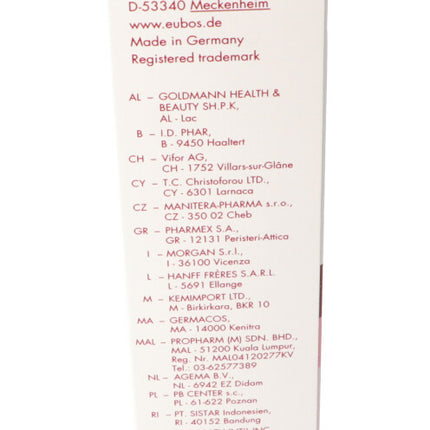 D-53340 Meckenheim
www.eubos.de
Made in Germany
Registered trademark
AL – GOLDMANN HEALTH &
BEAUTY SH.P.K,
AL - Lac
B – I.D. PHAR,
B - 9450 Haaltert
CH – Vifor AG,
CH - 1752 Villars-sur-Glâne
CY – T.C. Christoforou LTD.,
CY - 6301 Larnaca
CZ – MANITERA-PHARMA s.r.o.,
CZ - 350 02 Cheb
GR – PHARMEX S.A.,
GR - 12131 Peristeri-Attica
I – MORGAN S.r.l.,
I - 36100 Vicenza
L – HANFF FRÈRES S.A.R.L.
L - 5691 Ellange
M – KEMIMPORT LTD.,
M - Birkirkara, BKR 10
MA – GERMACOS,
MA - 14000 Kenitra
MAL – PROPHARM (M) SDN. BHD.,
MAL - 51200 Kuala Lumpur,
Reg. Nr. MAL04120277KV
Tel.: 03-62577389
NL – AGEMA B.V.,
NL - 6942 EZ Didam
PL – PB CENTER s.c.,
PL - 61-622 Poznan
RI – PT. SISTAR Indonesien,
RI - 40152 Bandung